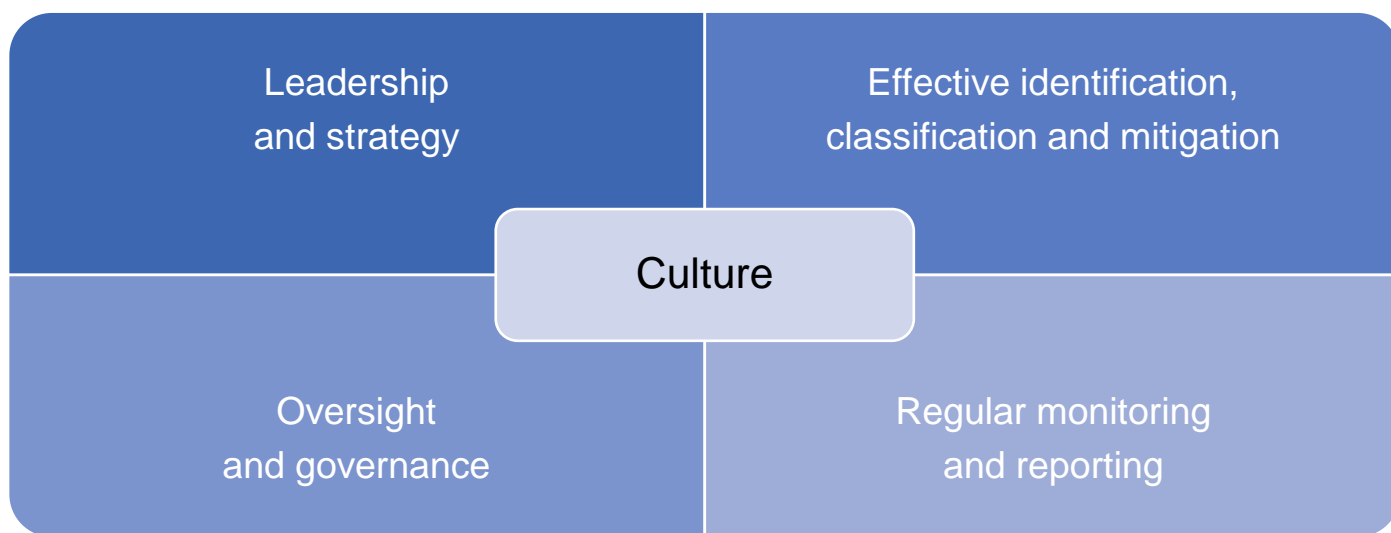 Leadership
and strategy
Effective identification,
classification and mitigation
Culture
Oversight
and governance
Regular monitoring
and reporting